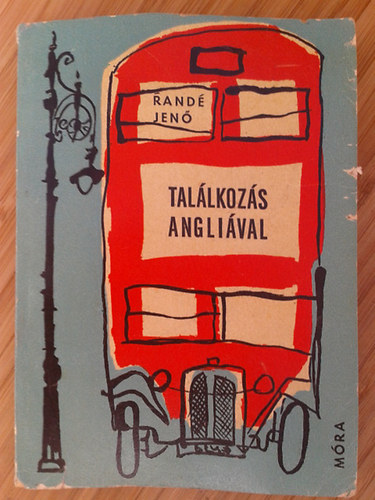 RANDÉ
JENŐ
TALÁLKOZÁS
ANGLIÁVAL
MÓRA